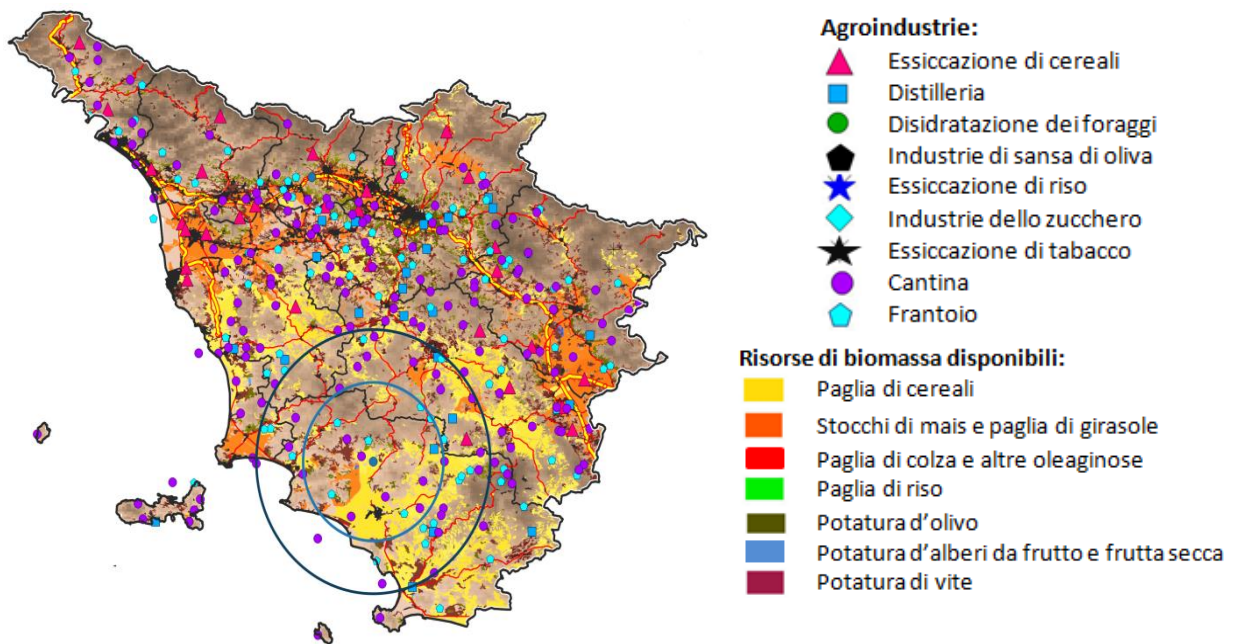 Agroindustrie:
Essiccazione di cereali
Distilleria
Disidratazione dei foraggi
Industrie di sansa di oliva
Essiccazione di riso
Industrie dello zucchero
Essiccazione di tabacco
Cantina
Frantoio
Risorse di biomassa disponibili:
Paglia di cereali
Stocchi di mais e paglia di girasole
Paglia di colza e altre oleaginose
Paglia di riso
Potatura d’olivo
Potatura d’alberi da frutto e frutta secca
Potatura di vite